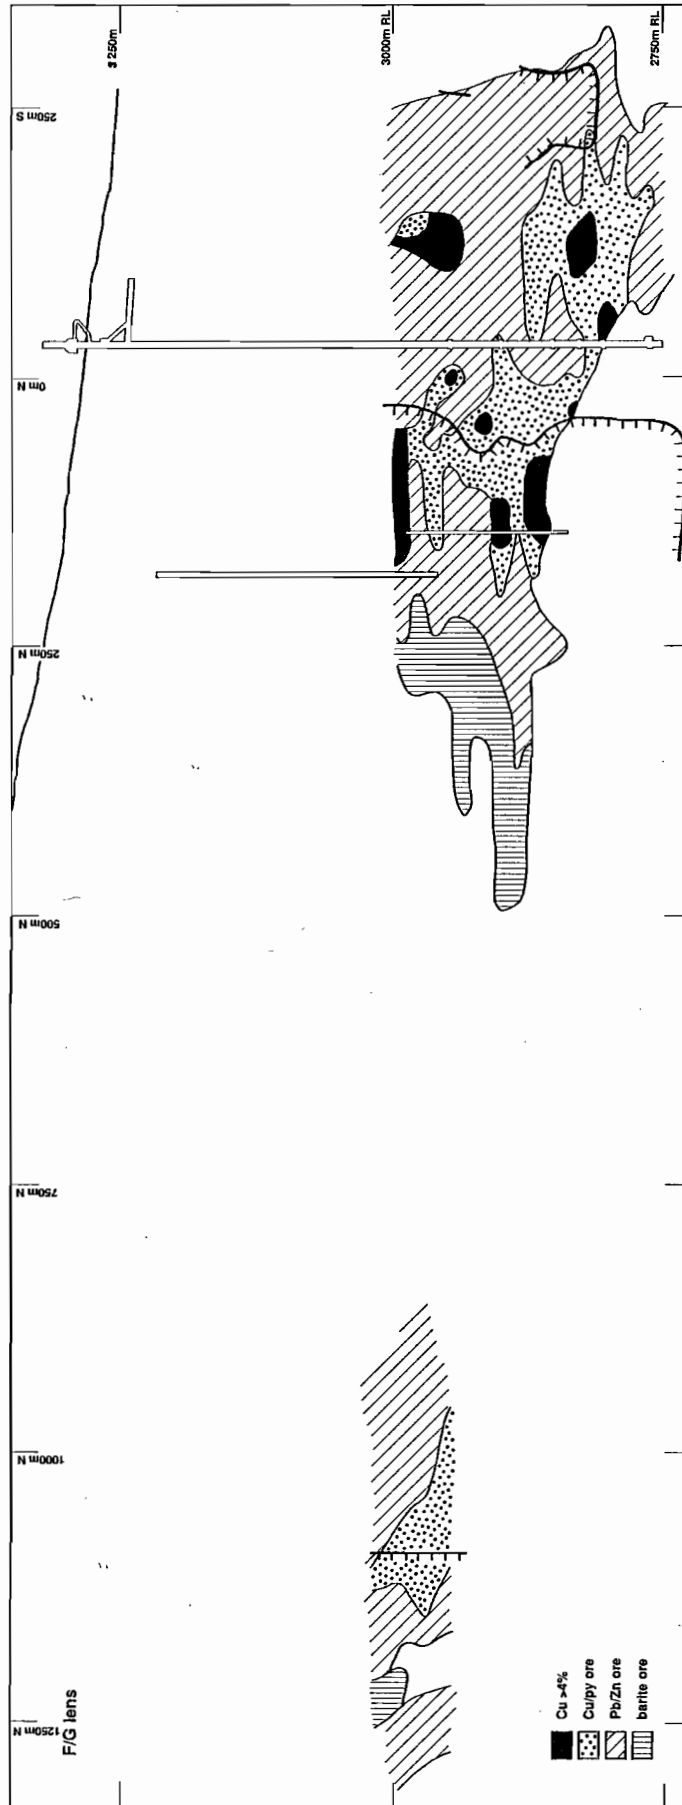 250m S
0m N
250m N
500m N
750m N
1000m N
1250m N
3250m
3000m RL
2750m RL
F/G lens
Cu >4%
Cu/py ore
Pb/Zn ore
barite ore